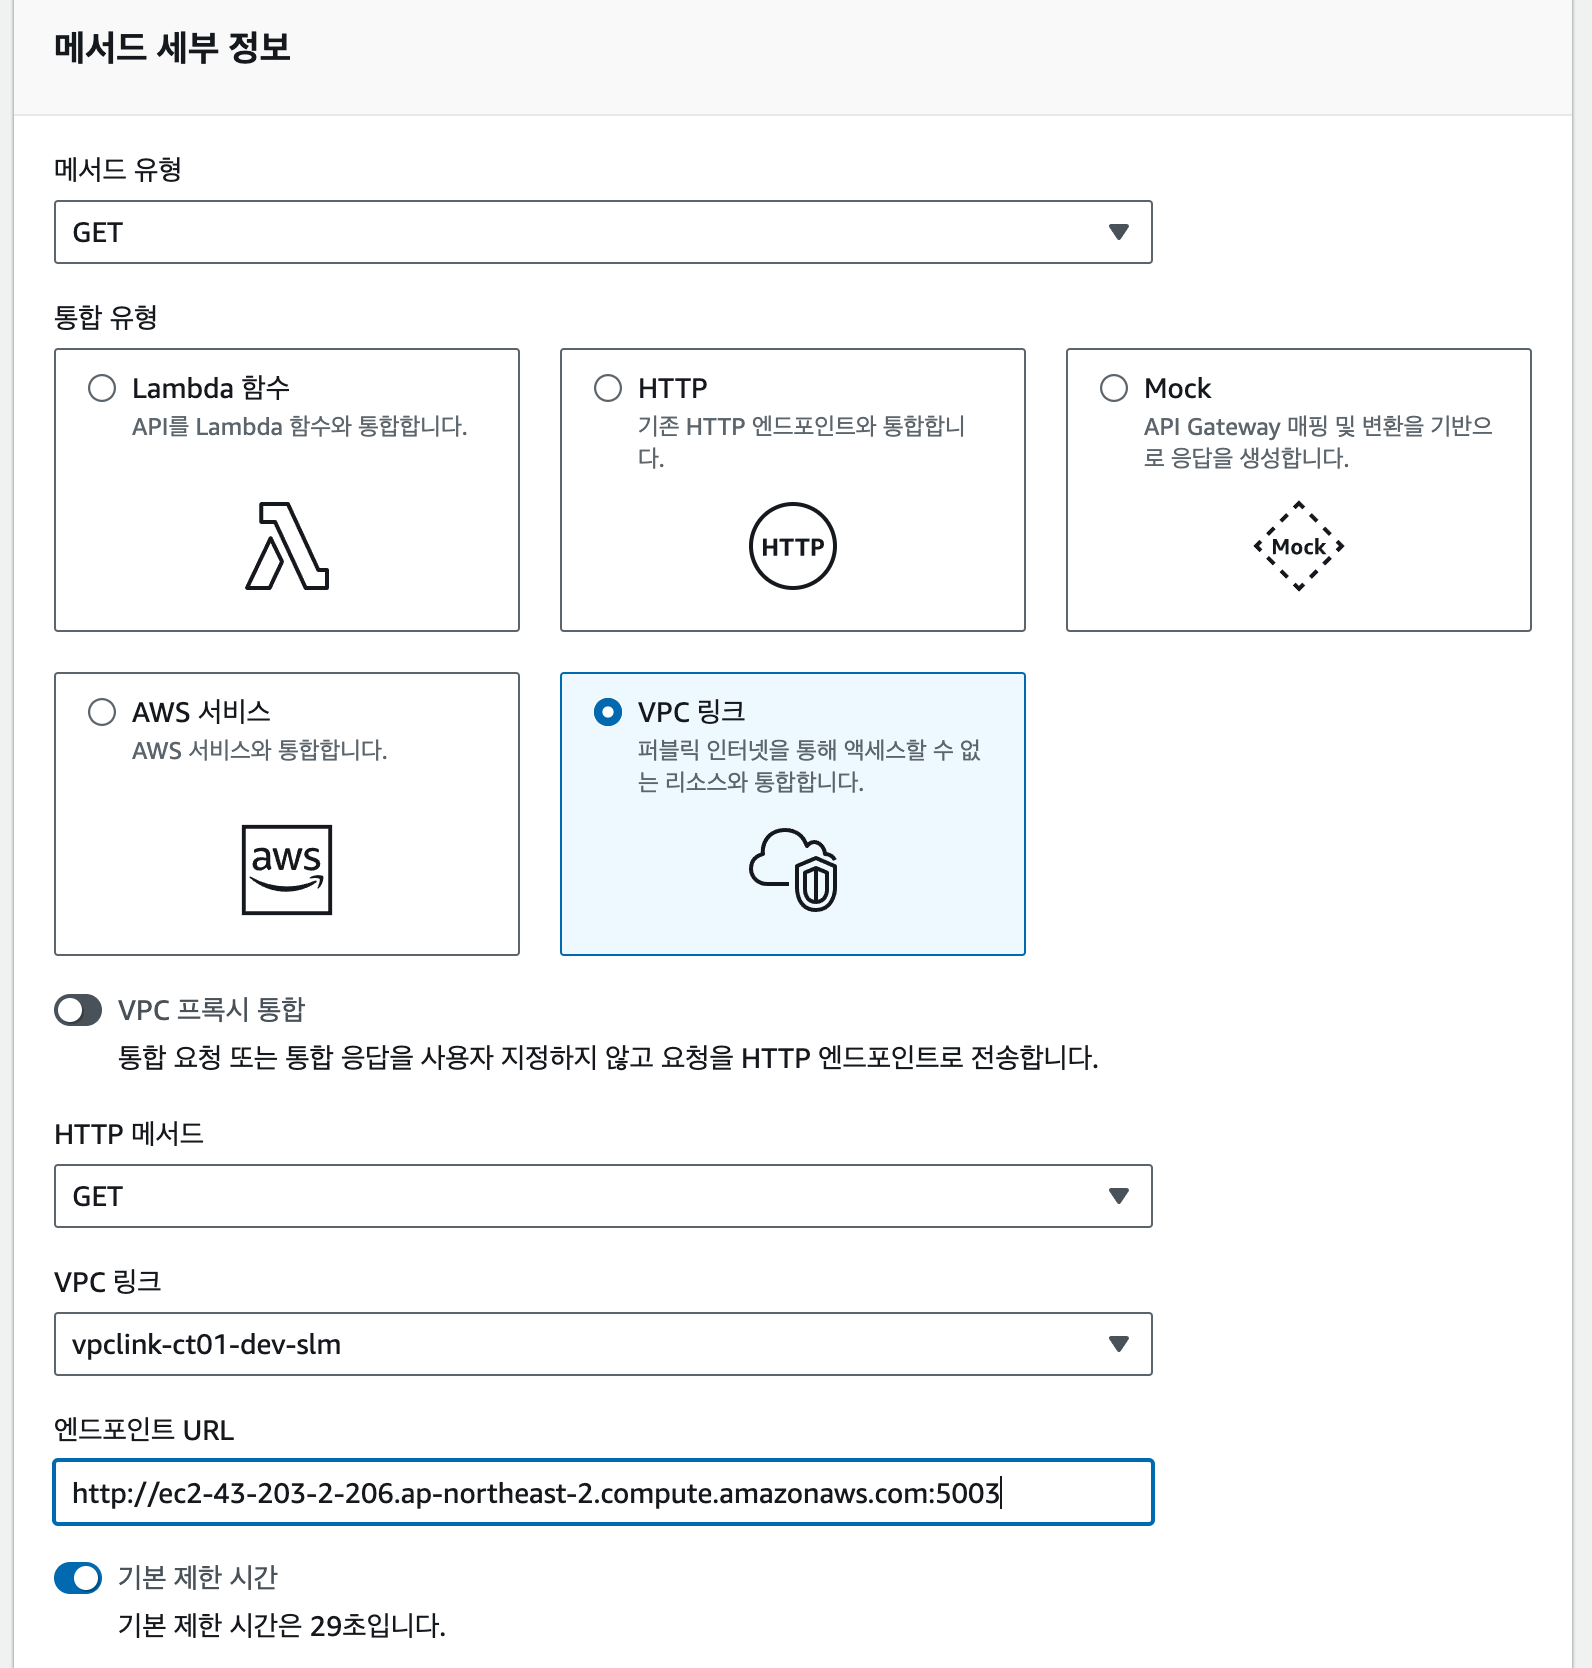 메서드 세부 정보
메서드 유형
GET
통합 유형
Lambda 함수
API를 Lambda 함수와 통합합니다.
HTTP
기존 HTTP 엔드포인트와 통합합니
다.
HTTP
Mock
API Gateway 매핑 및 변환을 기반으
로 응답을 생성합니다.
Mock
AWS 서비스
AWS 서비스와 통합합니다.
aws
VPC 링크
퍼블릭 인터넷을 통해 액세스할 수 없
는 리소스와 통합합니다.
VPC 프록시 통합
통합 요청 또는 통합 응답을 사용자 지정하지 않고 요청을 HTTP 엔드포인트로 전송합니다.
HTTP 메서드
GET
VPC 링크
vpclink-ct01-dev-slm
엔드포인트 URL
http://ec2-43-203-2-206.ap-northeast-2.compute.amazonaws.com:5003
기본 제한 시간
기본 제한 시간은 29초입니다.